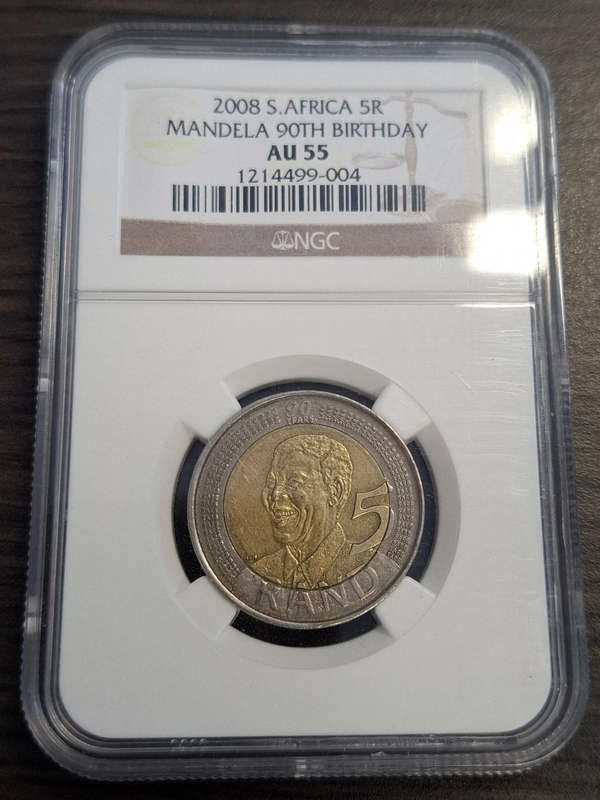 2008 S.AFRICA 5R
MANDELA 90TH BIRTHDAY
AU 55
1214499-004
NGC
90
YEARS
5
RAND